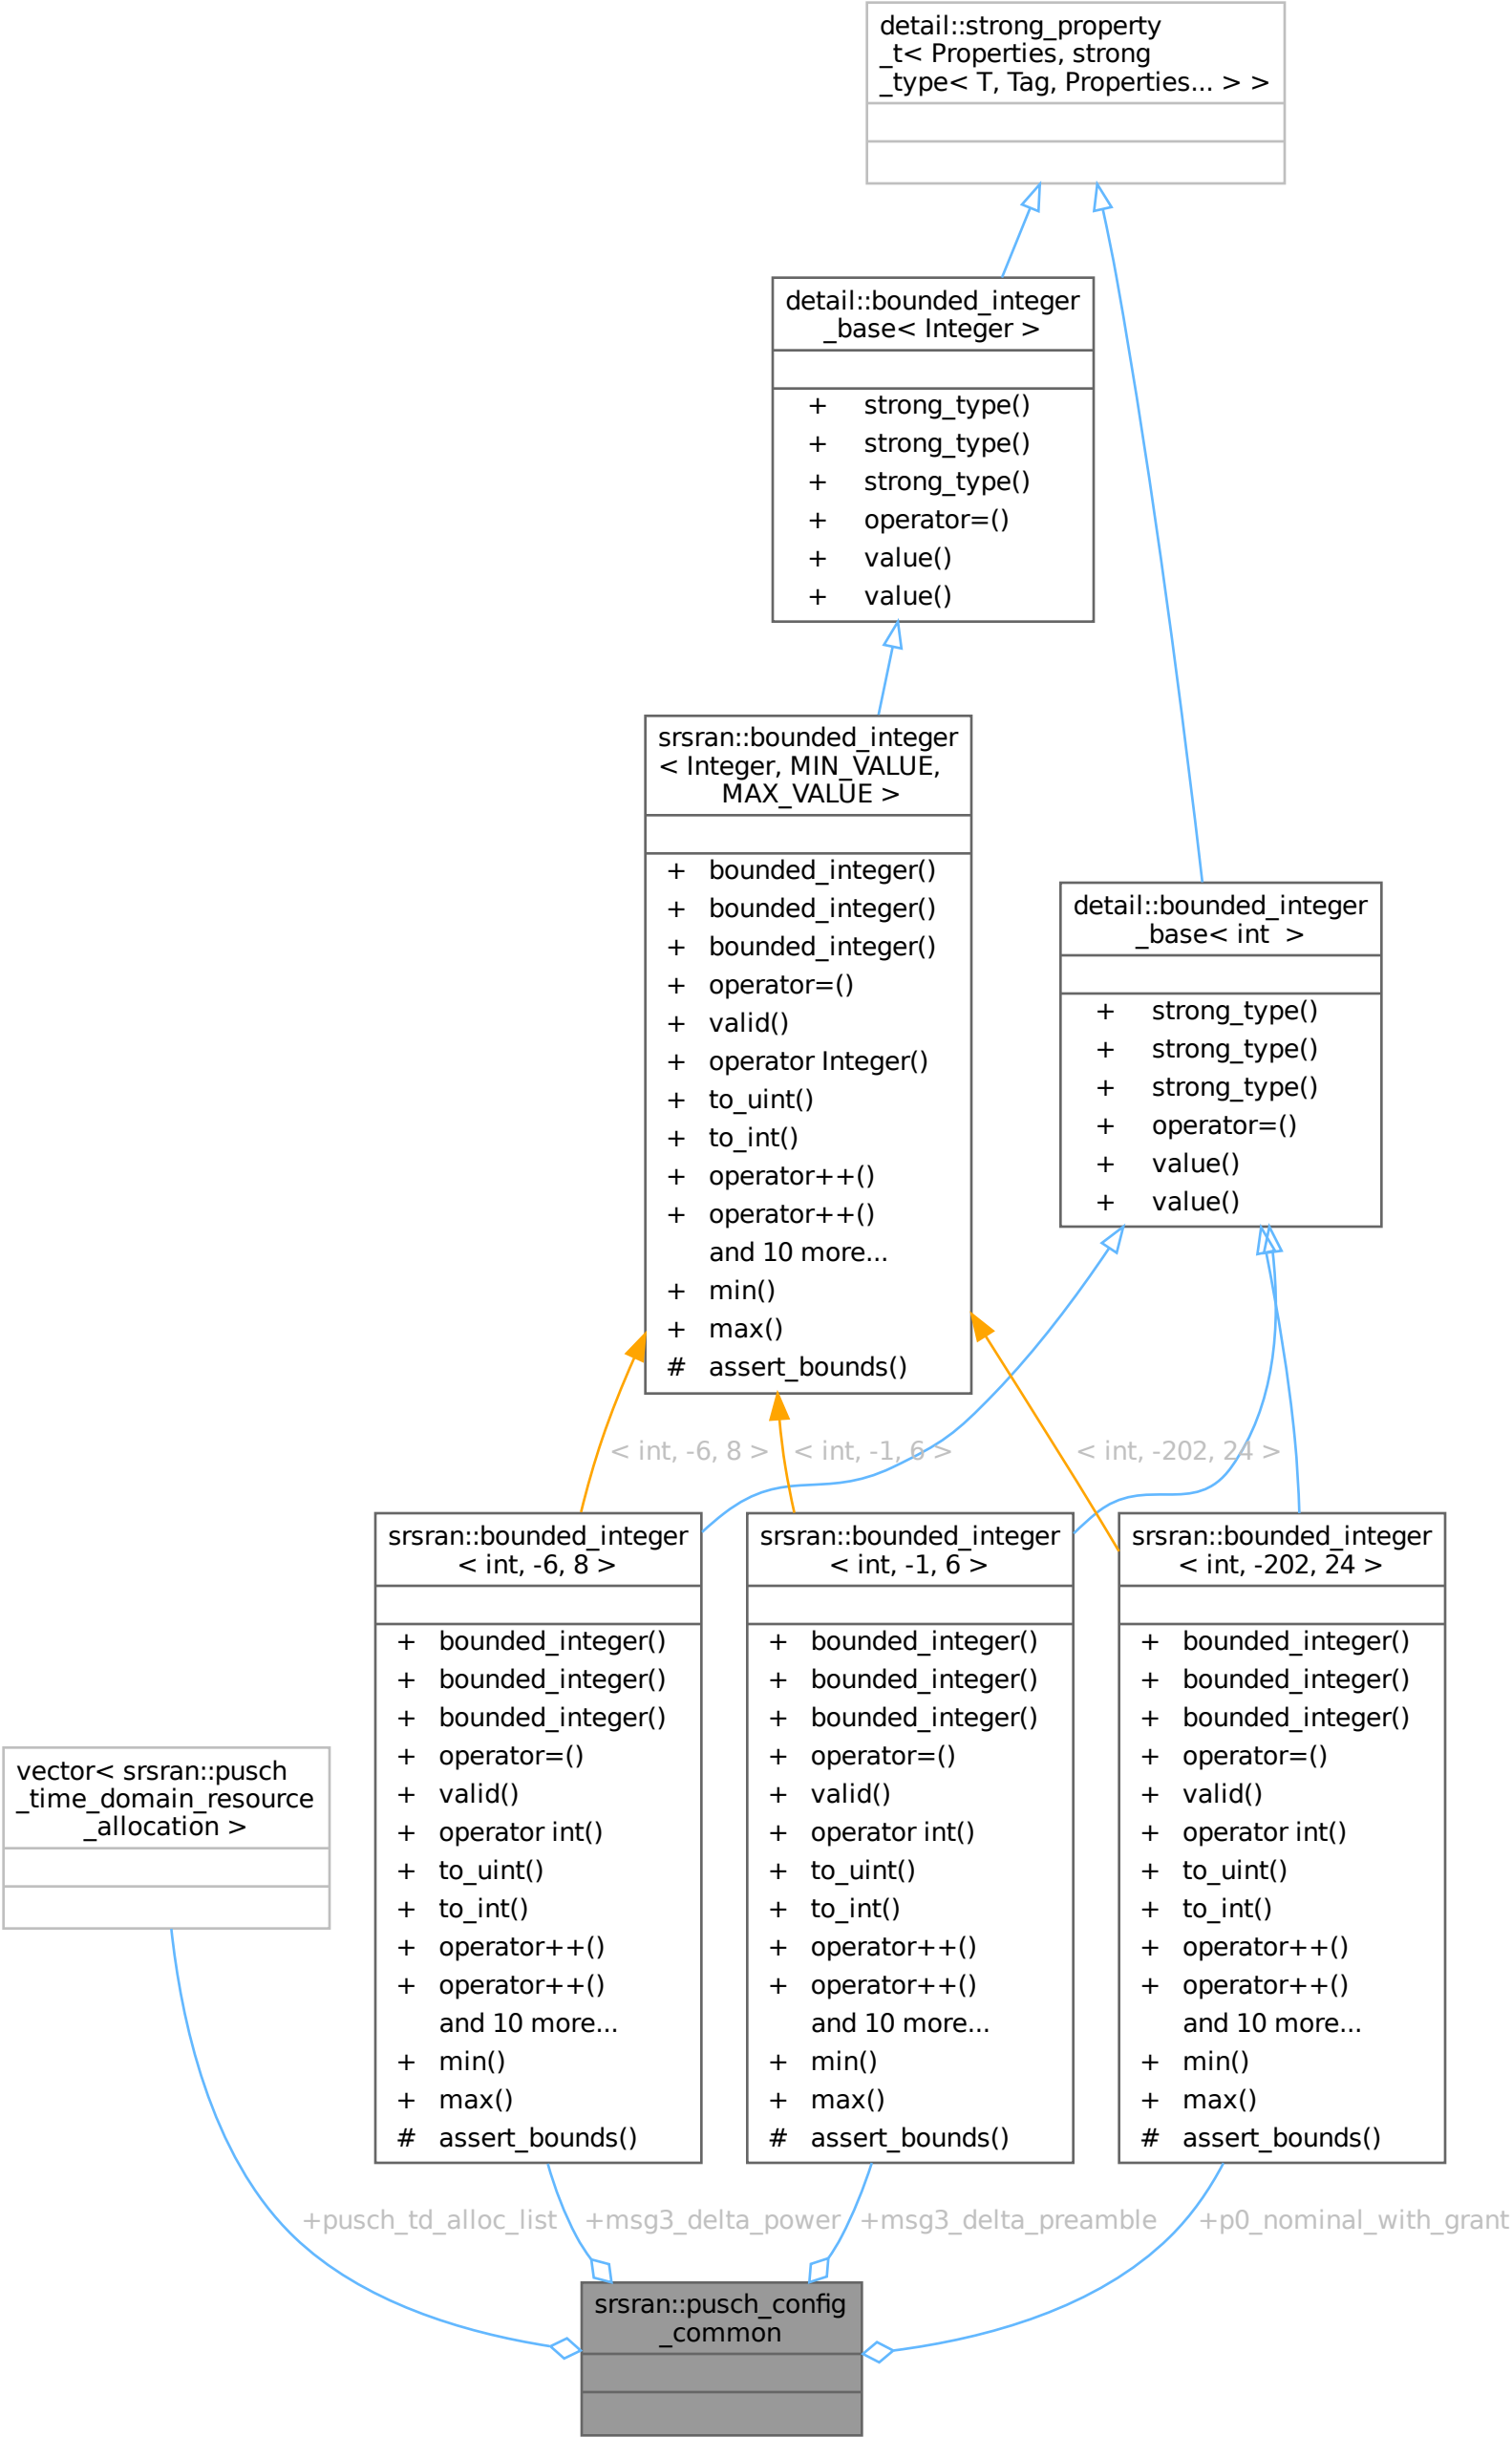 detail::strong_property
_t< Properties, strong
_type< T, Tag, Properties... > >
detail::bounded_integer
_base< Integer >
+ strong_type()
+ strong_type()
+ strong_type()
+ operator=()
+ value()
+ value()
srsran::bounded_integer
< Integer, MIN_VALUE,
MAX_VALUE >
+ bounded_integer()
+ bounded_integer()
+ bounded_integer()
+ operator=()
+ valid()
+ operator Integer()
+ to_uint()
+ to_int()
+ operator++()
+ operator++()
and 10 more...
+ min()
+ max()
# assert_bounds()
detail::bounded_integer
_base< int >
+ strong_type()
+ strong_type()
+ strong_type()
+ operator=()
+ value()
+ value()
< int, -6, 8 >
< int, -1, 6 >
< int, -202, 24 >
srsran::bounded_integer
< int, -6, 8 >
+ bounded_integer()
+ bounded_integer()
+ bounded_integer()
+ operator=()
+ valid()
+ operator int()
+ to_uint()
+ to_int()
+ operator++()
+ operator++()
and 10 more...
+ min()
+ max()
# assert_bounds()
srsran::bounded_integer
< int, -1, 6 >
+ bounded_integer()
+ bounded_integer()
+ bounded_integer()
+ operator=()
+ valid()
+ operator int()
+ to_uint()
+ to_int()
+ operator++()
+ operator++()
and 10 more...
+ min()
+ max()
# assert_bounds()
srsran::bounded_integer
< int, -202, 24 >
+ bounded_integer()
+ bounded_integer()
+ bounded_integer()
+ operator=()
+ valid()
+ operator int()
+ to_uint()
+ to_int()
+ operator++()
+ operator++()
and 10 more...
+ min()
+ max()
# assert_bounds()
vector< srsran::pusch
_time_domain_resource
_allocation >
+pusch_td_alloc_list
+msg3_delta_power
+msg3_delta_preamble
+p0_nominal_with_grant
srsran::pusch_config
_common